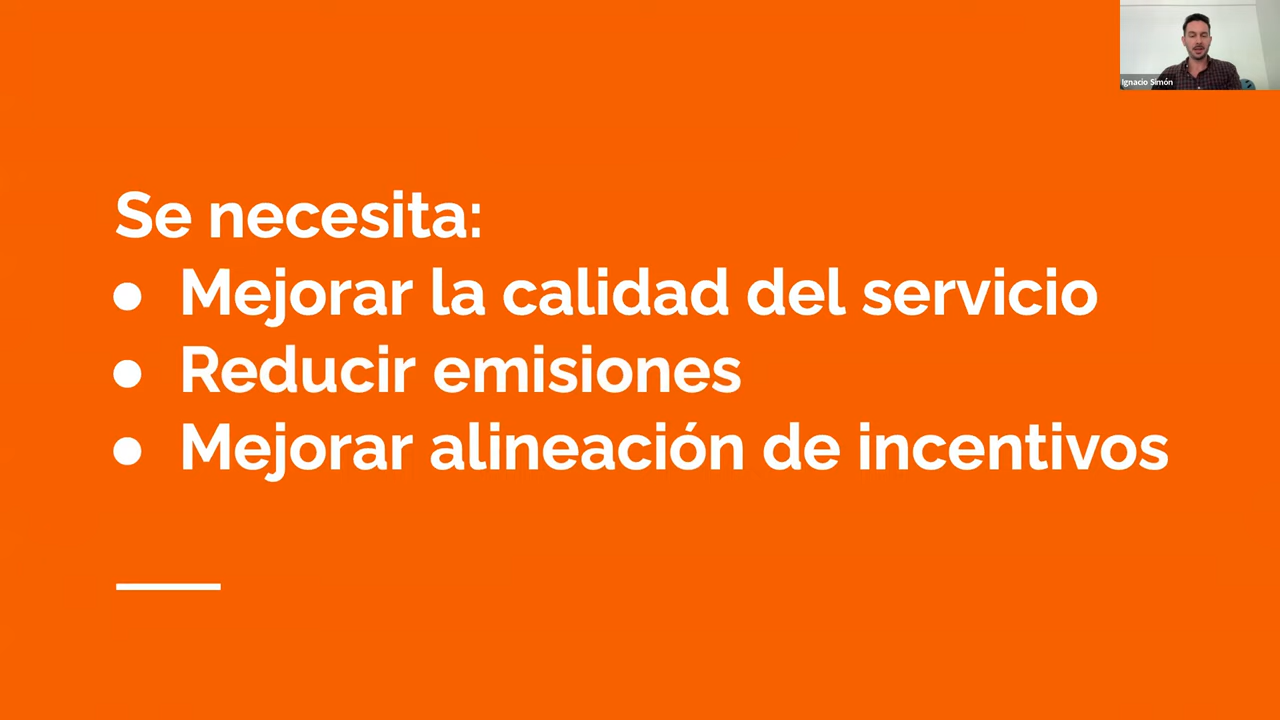 Ignacio Simón
Se necesita:
● Mejorar la calidad del servicio
● Reducir emisiones
● Mejorar alineación de incentivos